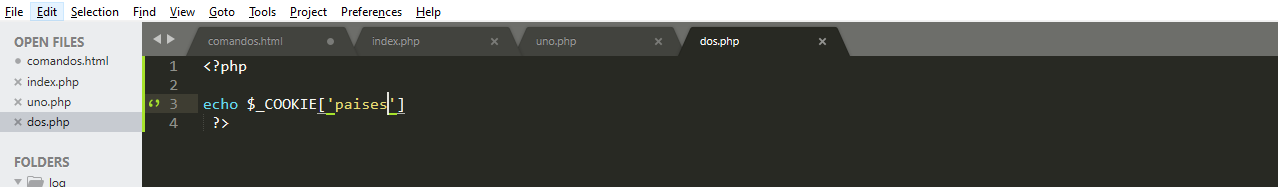 File Edit Selection Find View Goto Tools Project Preferences Help
OPEN FILES
comandos.html
index.php
uno.php
dos.php
FOLDERS
log
comandos.html index.php uno.php dos.php
1 <?php
2
3 echo $_COOKIE['paises']
4 ?>